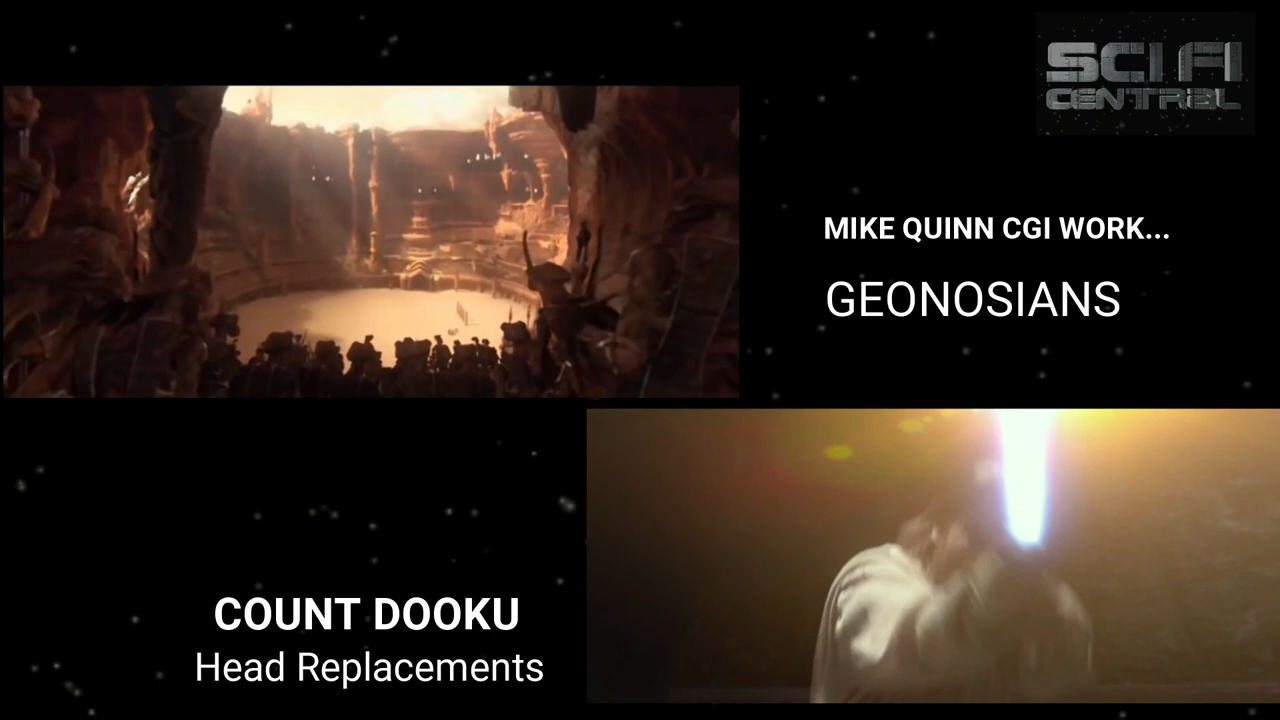 SCI FI
CENTRAL
MIKE QUINN CGI WORK...
GEONOSIANS
COUNT DOOKU
Head Replacements